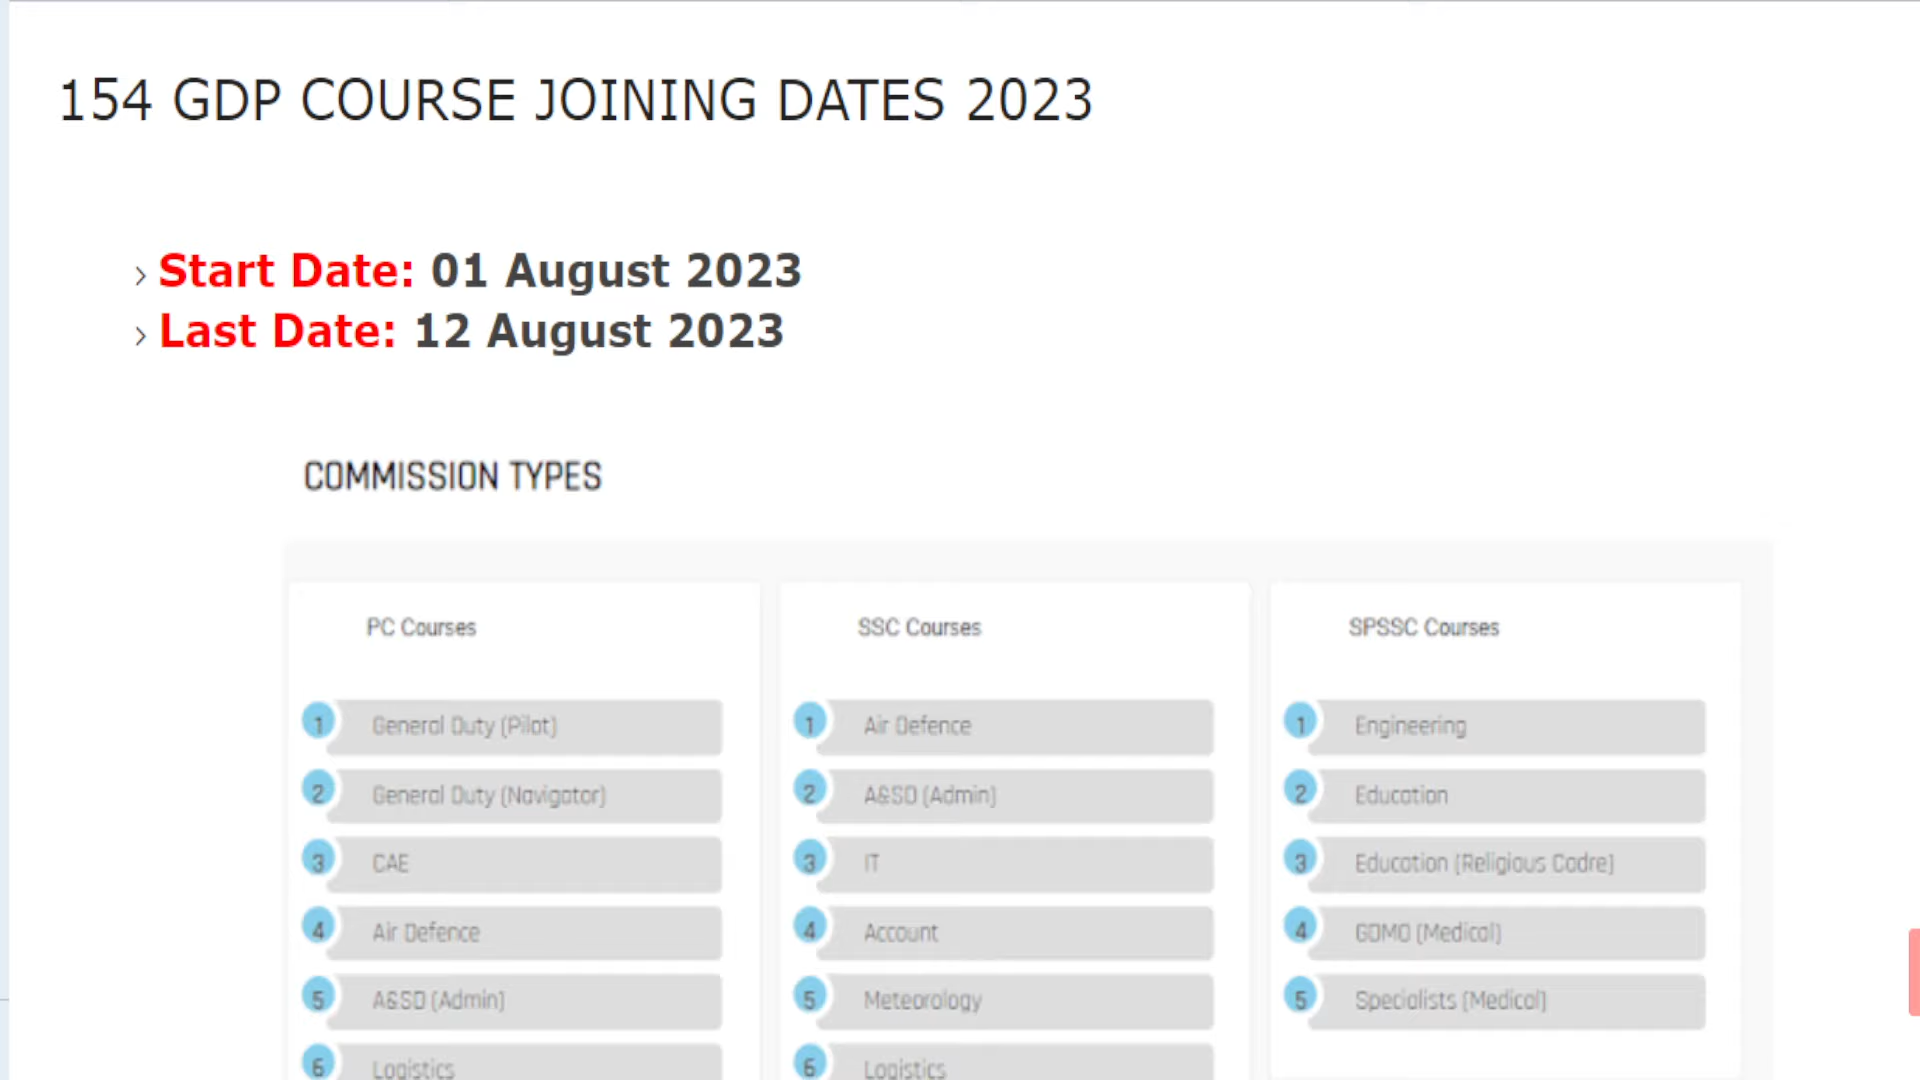 154 GDP COURSE JOINING DATES 2023
› Start Date: 01 August 2023
› Last Date: 12 August 2023
COMMISSION TYPES
PC Courses
1 General Duty (Pilot)
2 General Duty (Navigator)
3 CAE
4 Air Defence
5 A&SD (Admin)
6 Logistics
SSC Courses
1 Air Defence
2 A&SD (Admin)
3 IT
4 Account
5 Meteorology
6 Logistics
SPSSC Courses
1 Engineering
2 Education
3 Education (Religious Cadre)
4 GDMO (Medical)
5 Specialists (Medical)